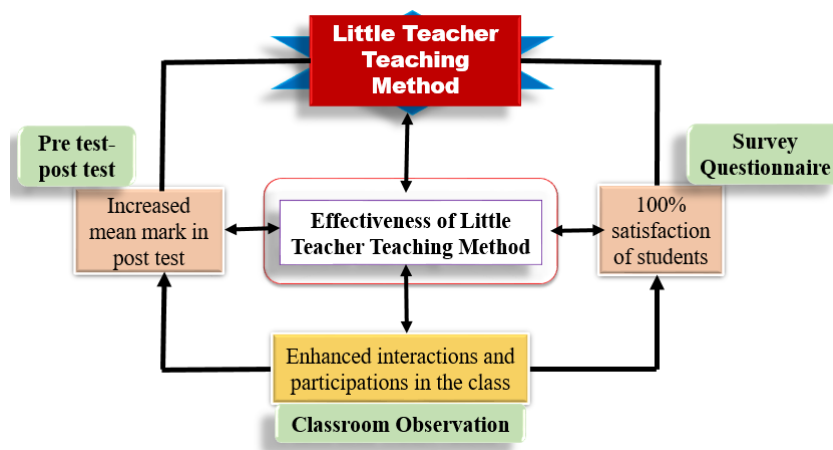 Little Teacher
Teaching
Method
Pre test-
post test
Survey
Questionnaire
Increased
mean mark in
post test
Effectiveness of Little
Teacher Teaching Method
100%
satisfaction
of students
Enhanced interactions and
participations in the class
Classroom Observation